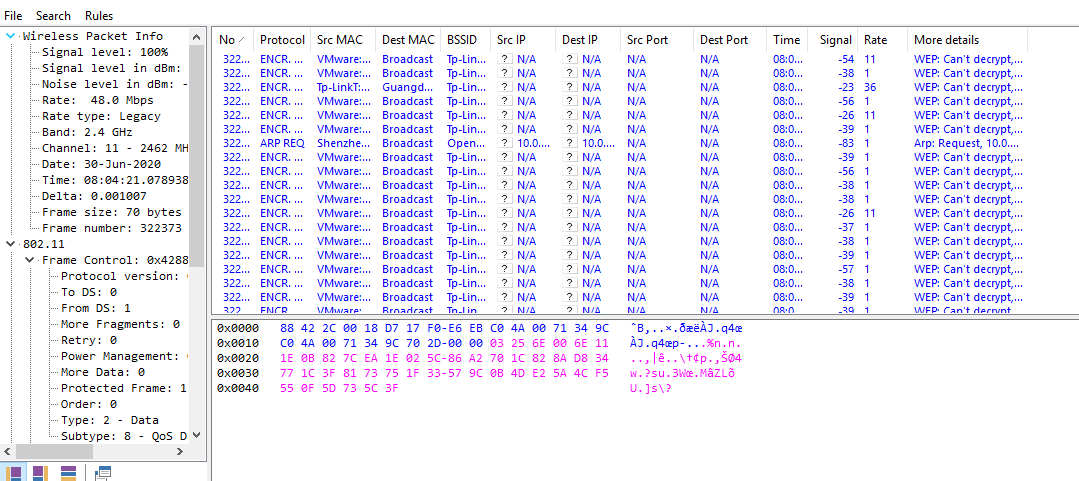 File Search Rules
Wireless Packet Info
Signal level: 100%
Signal level in dBm:
Noise level in dBm: -
Rate: 48.0 Mbps
Rate type: Legacy
Band: 2.4 GHz
Channel: 11 - 2462 MH
Date: 30-Jun-2020
Time: 08:04:21.078938
Delta: 0.001007
Frame size: 70 bytes
Frame number: 322373
802.11
Frame Control: 0x4288
Protocol version:
To DS: 0
From DS: 1
More Fragments: 0
Retry: 0
Power Management:
More Data: 0
Protected Frame: 1
Order: 0
Type: 2 - Data
Subtype: 8 - QoS D
No Protocol Src MAC Dest MAC BSSID Src IP Dest IP Src Port Dest Port Time Signal Rate More details
322... ENCR. ... VMware:... Broadcast Tp-Lin... ? N/A ? N/A N/A N/A 08:0... -54 11 WEP: Can't decrypt,...
322... ENCR. ... VMware:... Broadcast Tp-Lin... ? N/A ? N/A N/A N/A 08:0... -38 1 WEP: Can't decrypt,...
322... ENCR. ... Tp-LinkT:... Guangd... Tp-Lin... ? N/A ? N/A N/A N/A 08:0... -23 36 WEP: Can't decrypt,...
322... ENCR. ... VMware:... Broadcast Tp-Lin... ? N/A ? N/A N/A N/A 08:0... -56 1 WEP: Can't decrypt,...
322... ENCR. ... VMware:... Broadcast Tp-Lin... ? N/A ? N/A N/A N/A 08:0... -26 11 WEP: Can't decrypt,...
322... ENCR. ... VMware:... Broadcast Tp-Lin... ? N/A ? N/A N/A N/A 08:0... -39 1 WEP: Can't decrypt,...
322... ARP REQ Shenzhe... Broadcast Open... ? 10.0.... ? 10.0.... N/A N/A 08:0... -83 1 Arp: Request, 10.0....
322... ENCR. ... VMware:... Broadcast Tp-Lin... ? N/A ? N/A N/A N/A 08:0... -39 1 WEP: Can't decrypt,...
322... ENCR. ... VMware:... Broadcast Tp-Lin... ? N/A ? N/A N/A N/A 08:0... -56 1 WEP: Can't decrypt,...
322... ENCR. ... VMware:... Broadcast Tp-Lin... ? N/A ? N/A N/A N/A 08:0... -38 1 WEP: Can't decrypt,...
322... ENCR. ... VMware:... Broadcast Tp-Lin... ? N/A ? N/A N/A N/A 08:0... -38 1 WEP: Can't decrypt,...
322... ENCR. ... VMware:... Broadcast Tp-Lin... ? N/A ? N/A N/A N/A 08:0... -26 11 WEP: Can't decrypt,...
322... ENCR. ... VMware:... Broadcast Tp-Lin... ? N/A ? N/A N/A N/A 08:0... -37 1 WEP: Can't decrypt,...
322... ENCR. ... VMware:... Broadcast Tp-Lin... ? N/A ? N/A N/A N/A 08:0... -38 1 WEP: Can't decrypt,...
322... ENCR. ... VMware:... Broadcast Tp-Lin... ? N/A ? N/A N/A N/A 08:0... -39 1 WEP: Can't decrypt,...
322... ENCR. ... VMware:... Broadcast Tp-Lin... ? N/A ? N/A N/A N/A 08:0... -57 1 WEP: Can't decrypt,...
322... ENCR. ... VMware:... Broadcast Tp-Lin... ? N/A ? N/A N/A N/A 08:0... -38 1 WEP: Can't decrypt,...
322... ENCR. ... VMware:... Broadcast Tp-Lin... ? N/A ? N/A N/A N/A 08:0... -39 1 WEP: Can't decrypt,...
322... ENCR. ... VMware:... Broadcast Tp-Lin... ? N/A ? N/A N/A N/A 08:0... -39 1 WEP: Can't decrypt,...
0x0000 88 42 2C 00 18 D7 17 F0-E6 EB C0 4A 00 71 34 9C ˆB,..×.ðæëÀJ.q4œ
0x0010 C0 4A 00 71 34 9C 70 2D-00 00 03 25 6E 00 6E 11 ÀJ.q4œp-...%n.n.
0x0020 1E 0B 82 7C EA 1E 02 5C-86 A2 70 1C 82 8A D8 34 ..‚|ê..\†¢p.‚ŠØ4
0x0030 77 1C 3F 81 73 75 1F 33-57 9C 0B 4D E2 5A 4C F5 w.?su.3Wœ.MâZLõ
0x0040 55 0F 5D 73 5C 3F U.]s\?